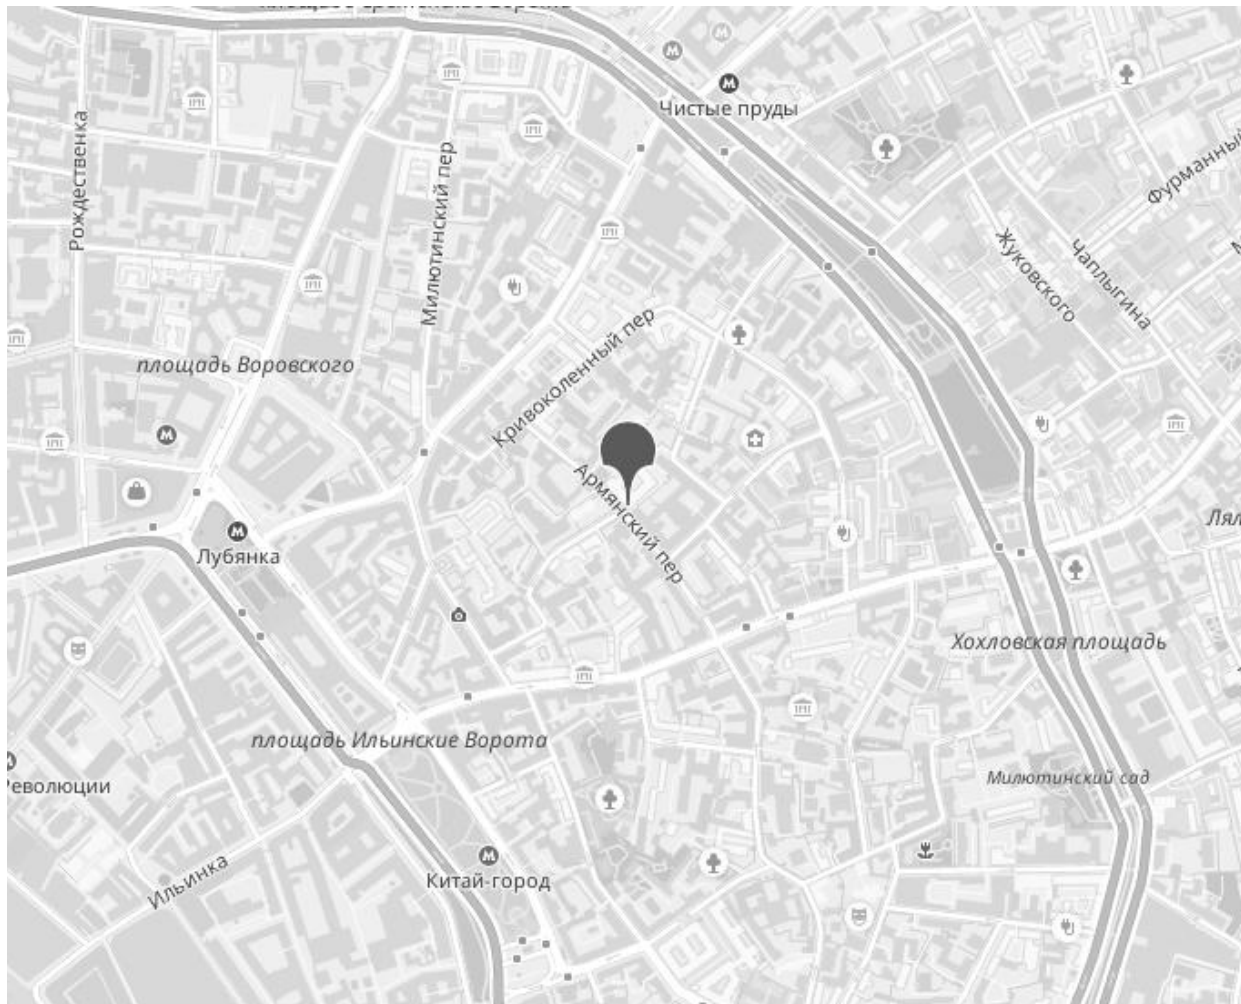 Чистые пруды
Рождественка
Милютинский пер
Фурманный
Жуковского
Чаплыгина
Кривоколенный пер
площадь Воровского
Армянский пер
Лубянка
Хохловская площадь
площадь Ильинские Ворота
Милютинский сад
Революции
Ильинка
Китай-город